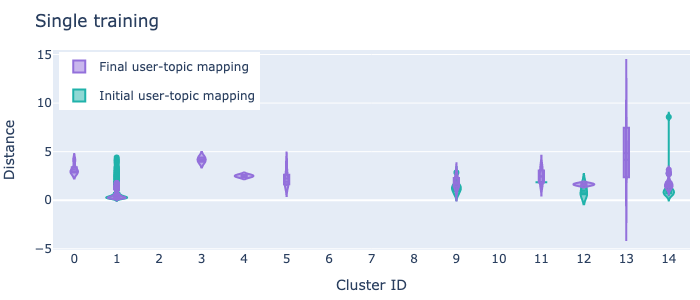 Single training
Final user-topic mapping
Initial user-topic mapping
Distance
15
10
5
0
−5
0 1 2 3 4 5 6 7 8 9 10 11 12 13 14
Cluster ID